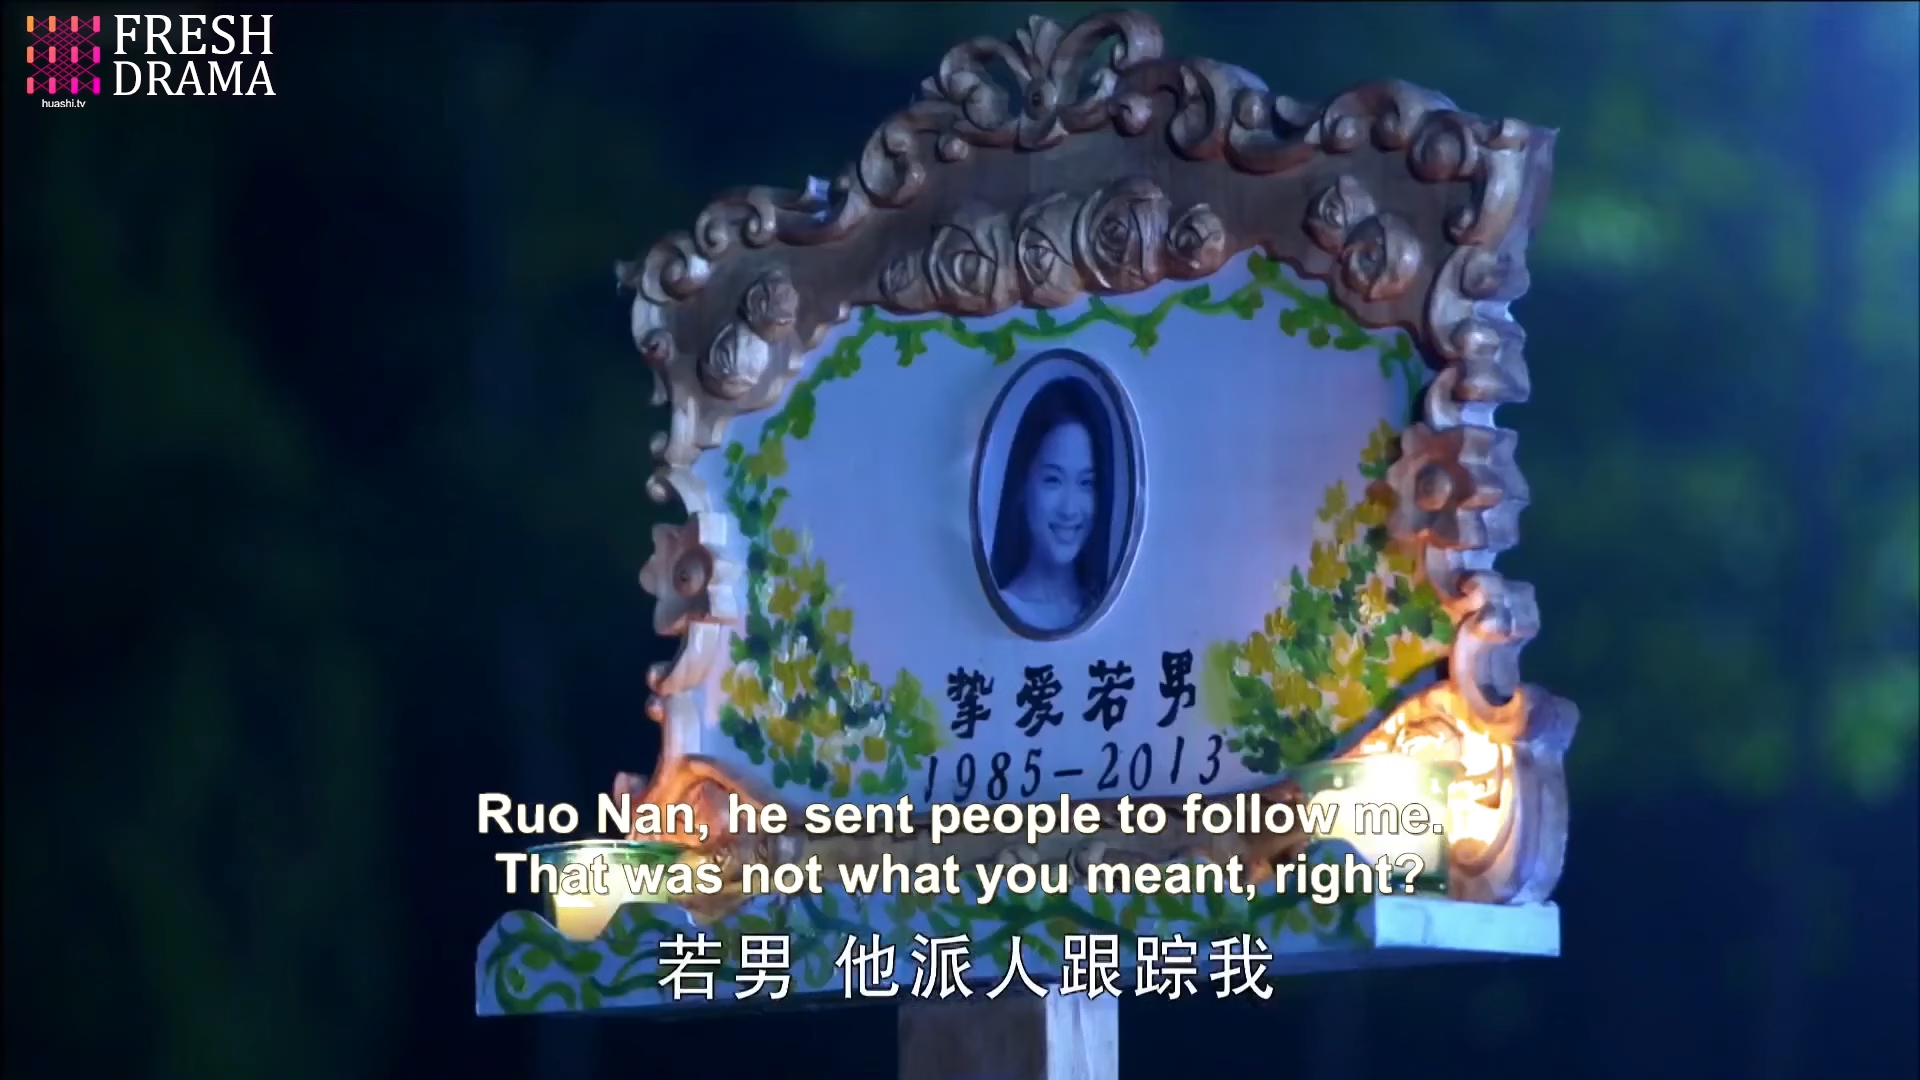 FRESH
DRAMA
huashi.tv
挚爱若男
1985-2013
Ruo Nan, he sent people to follow me.
That was not what you meant, right?
若男 他派人跟踪我